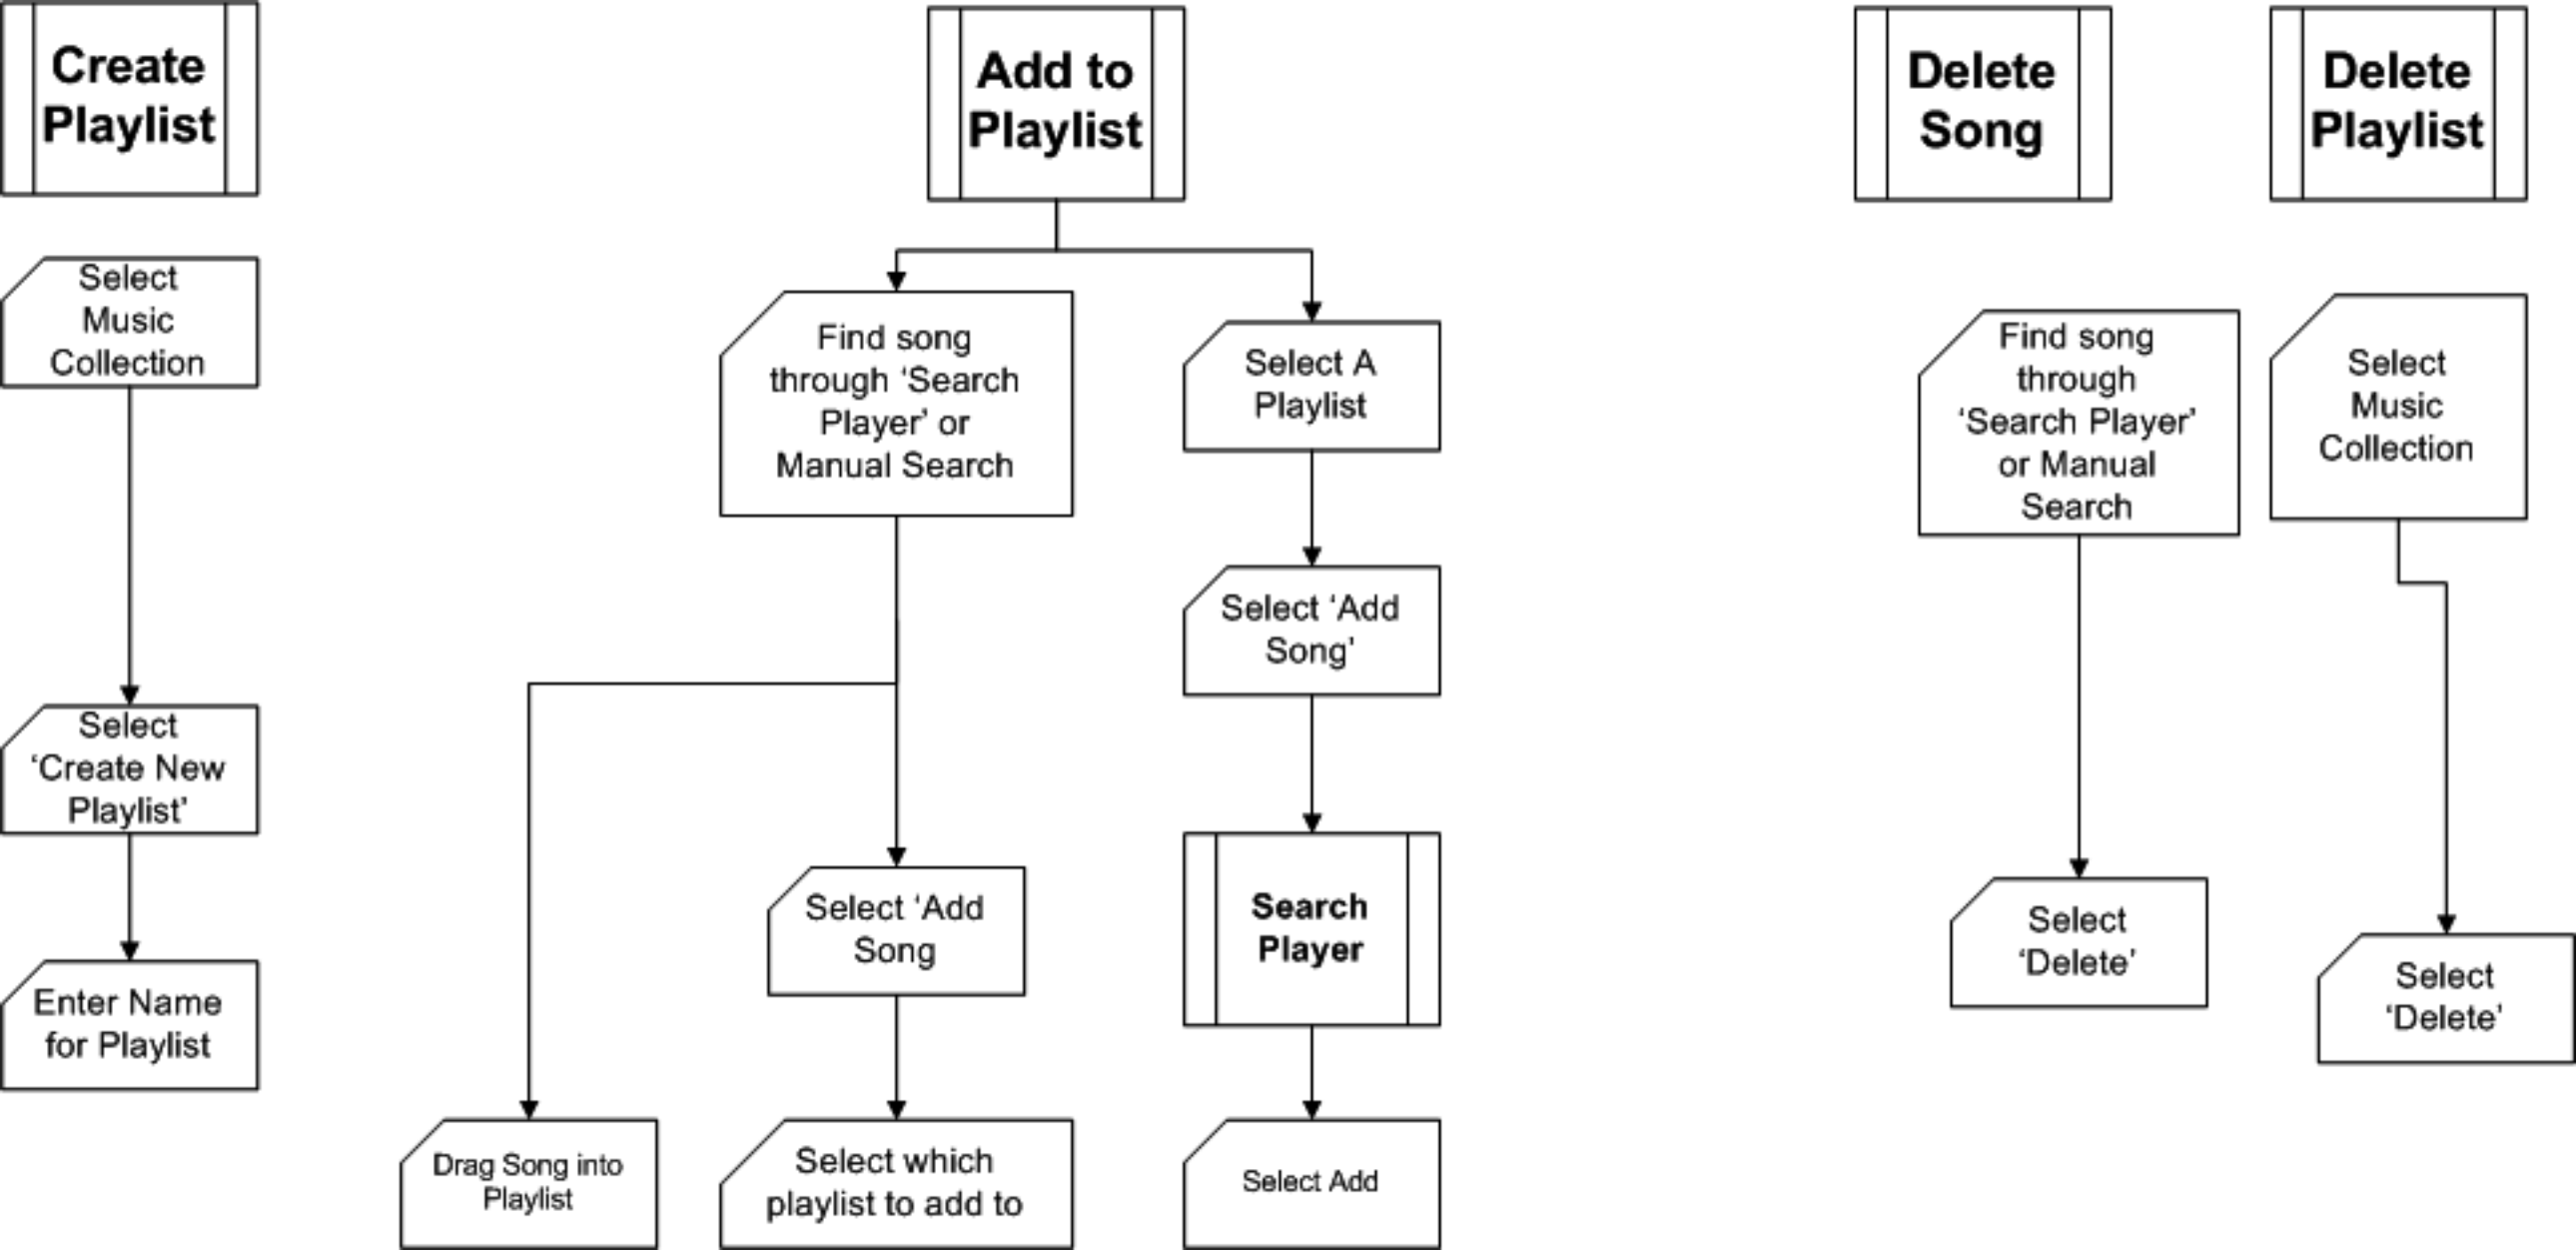 Create
Playlist
Select
Music
Collection
Select
‘Create New
Playlist’
Enter Name
for Playlist
Add to
Playlist
Find song
through ‘Search
Player’ or
Manual Search
Drag Song into
Playlist
Select ‘Add
Song
Select which
playlist to add to
Select A
Playlist
Select ‘Add
Song’
Search
Player
Select Add
Delete
Song
Find song
through
‘Search Player’
or Manual
Search
Select
‘Delete’
Delete
Playlist
Select
Music
Collection
Select
‘Delete’